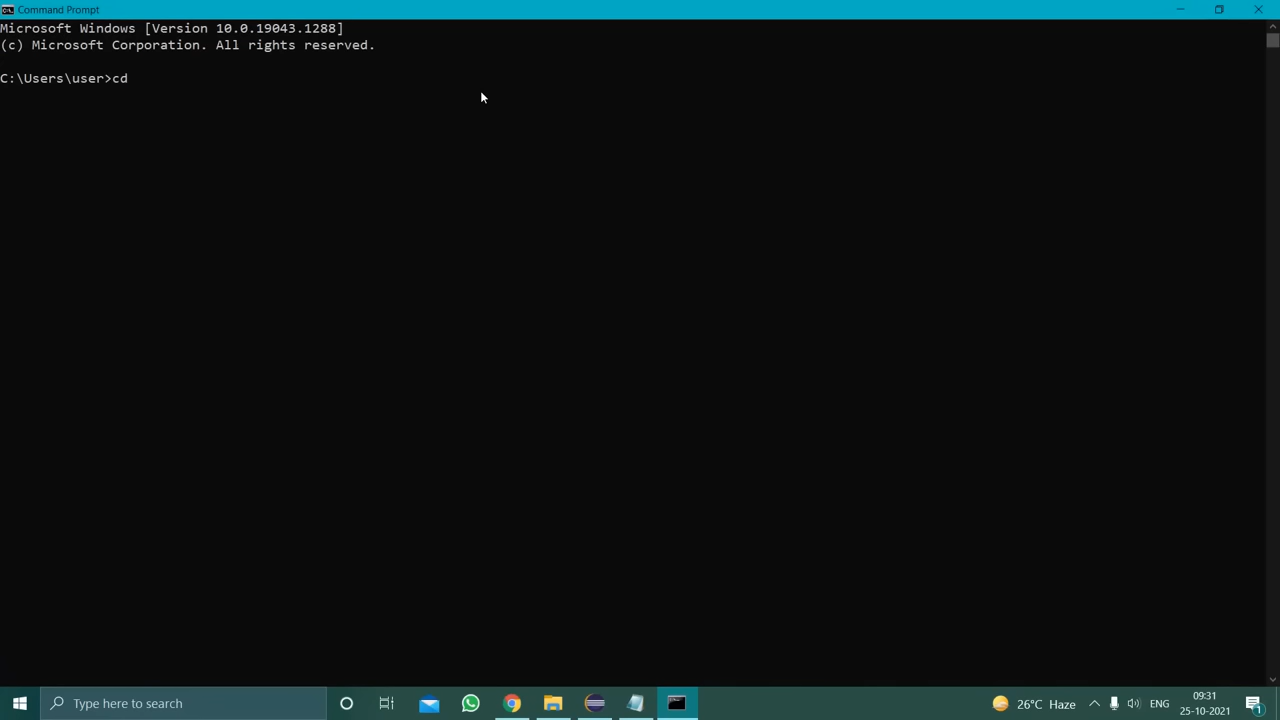 Command Prompt
Microsoft Windows [Version 10.0.19043.1288]
(c) Microsoft Corporation. All rights reserved.
C:\Users\user>cd
Type here to search
26°C Haze
ENG
09:31
25-10-2021
1